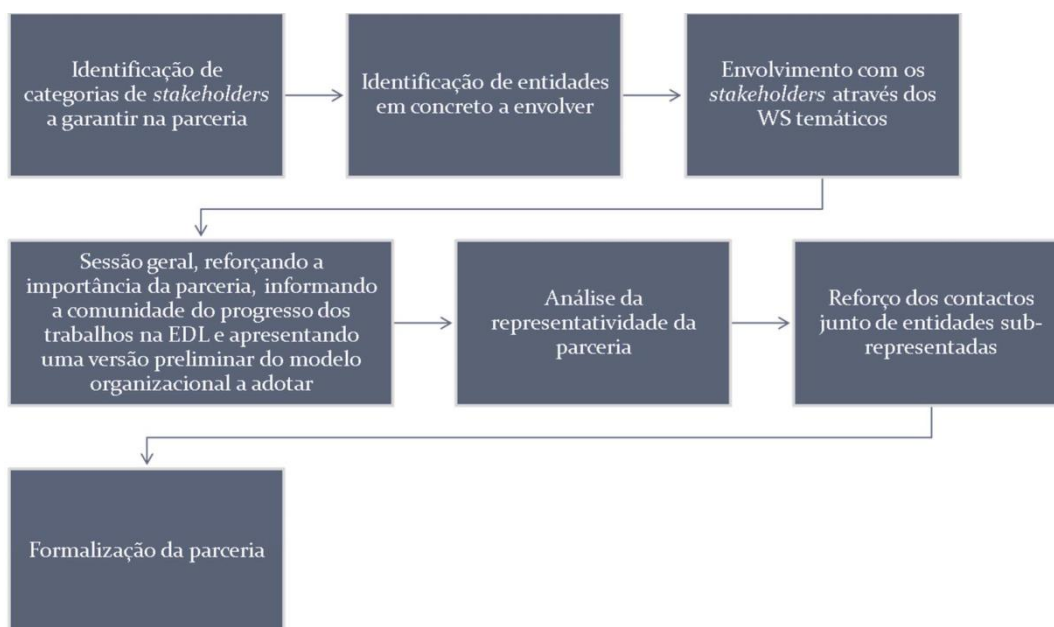 Identificação de
categorias de stakeholders
a garantir na parceria
Identificação de entidades
em concreto a envolver
Envolvimento com os
stakeholders através dos
WS temáticos
Sessão geral, reforçando a
importância da parceria, informando
a comunidade do progresso dos
trabalhos na EDL e apresentando
uma versão preliminar do modelo
organizacional a adotar
Análise da
representatividade da
parceria
Reforço dos contactos
junto de entidades sub-
representadas
Formalização da parceria